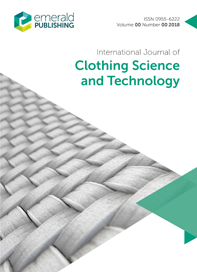 emerald
PUBLISHING
ISSN 0955-6222
Volume 00 Number 00 2018
International Journal of
Clothing Science
and Technology